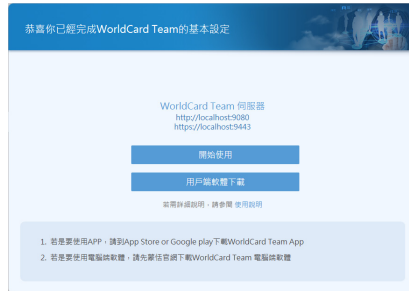 恭喜你已經完成WorldCard Team的基本設定
WorldCard Team 伺服器
http://localhost:9080
https://localhost:9443
開始使用
用戶端軟體下載
若需詳細說明，請參閱 使用說明
1. 若是要使用APP，請到App Store or Google play下載WorldCard Team App
2. 若是要使用電腦端軟體，請先蒙恬官網下載WorldCard Team 電腦端軟體